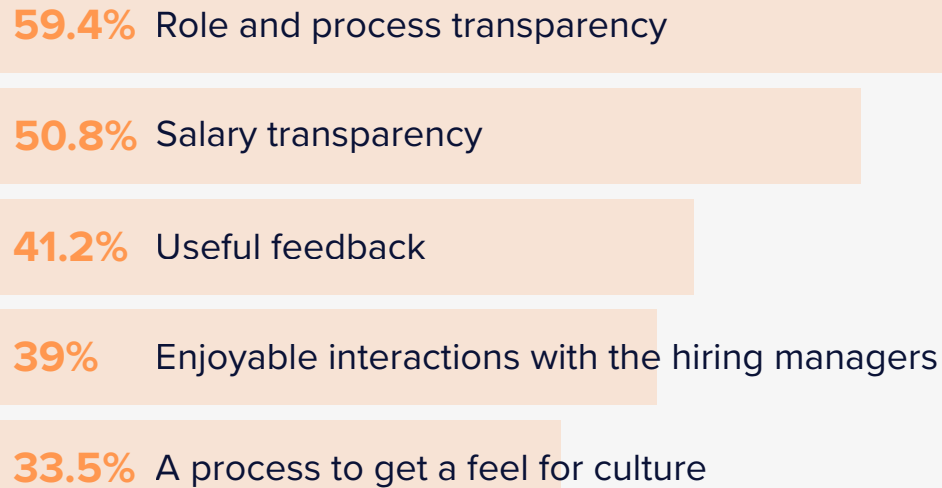 59.4% Role and process transparency
50.8% Salary transparency
41.2% Useful feedback
39% Enjoyable interactions with the hiring managers
33.5% A process to get a feel for culture